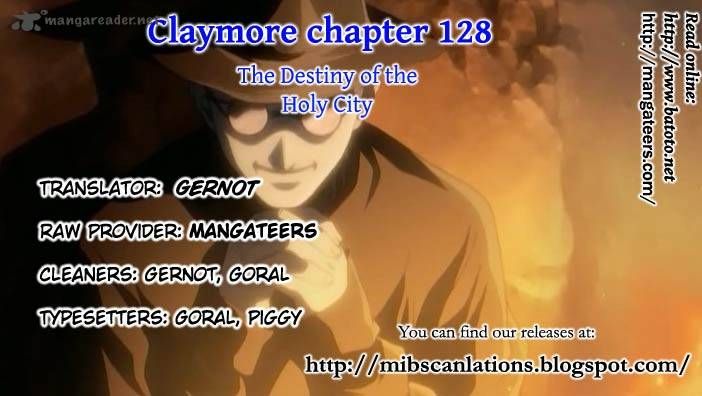 mangareader.net
Claymore chapter 128
The Destiny of the
Holy City
Read online:
http://www.batoto.net
http://mangateers.com/
TRANSLATOR: GERNOT
RAW PROVIDER: MANGATEERS
CLEANERS: GERNOT, GORAL
TYPESETTERS: GORAL, PIGGY
You can find our releases at:
http://mibscanlations.blogspot.com/